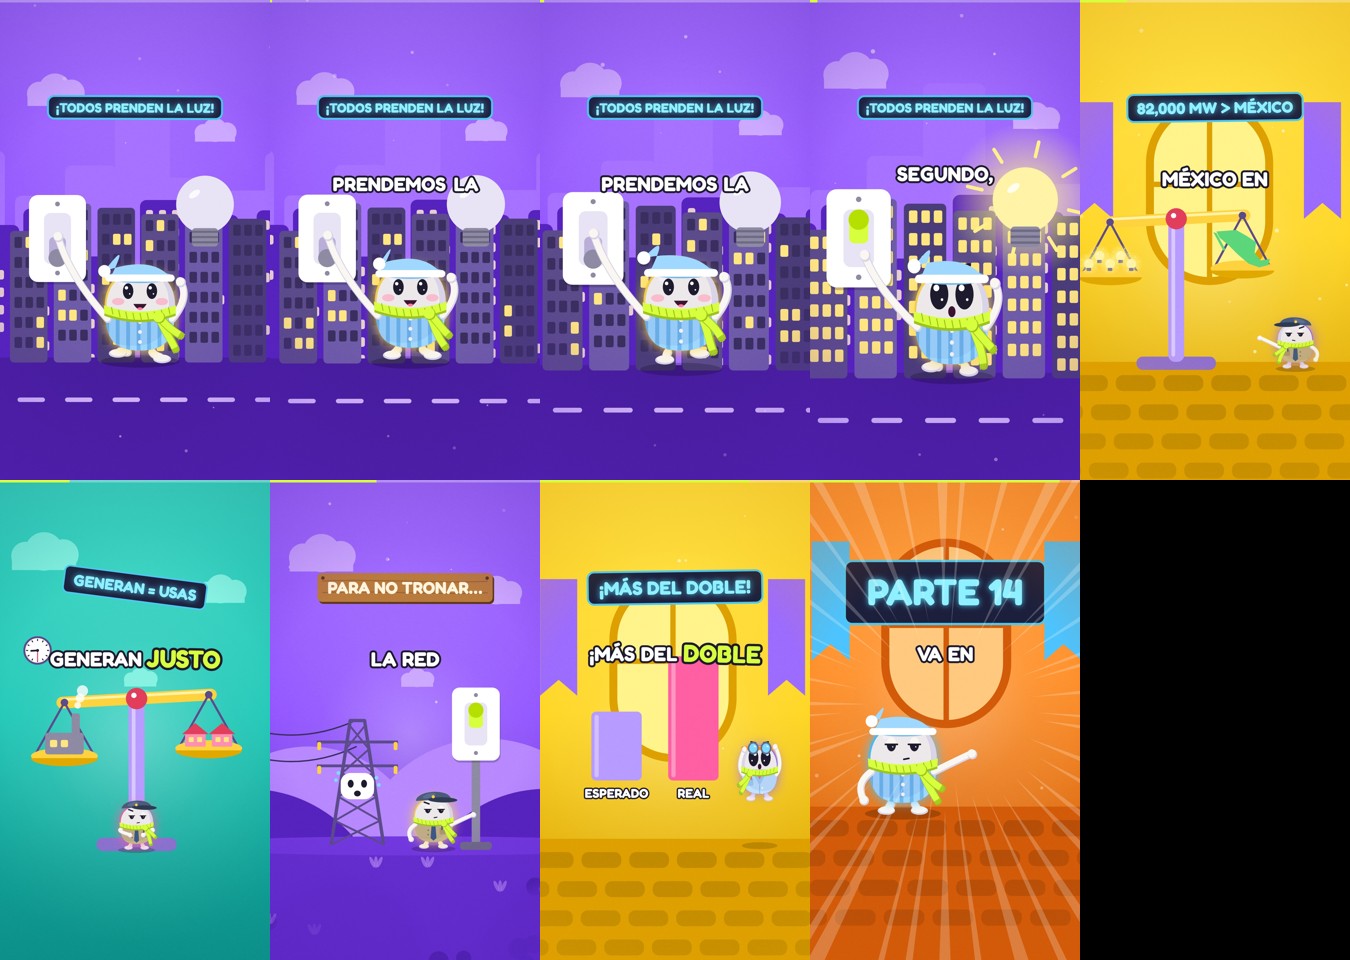 ¡TODOS PRENDEN LA LUZ!
¡TODOS PRENDEN LA LUZ!
PRENDEMOS LA
¡TODOS PRENDEN LA LUZ!
PRENDEMOS LA
¡TODOS PRENDEN LA LUZ!
SEGUNDO,
82,000 MW > MÉXICO
MÉXICO EN
GENERAN = USAS
GENERAN JUSTO
PARA NO TRONAR...
LA RED
¡MÁS DEL DOBLE!
¡MÁS DEL DOBLE
ESPERADO
REAL
PARTE 14
VA EN